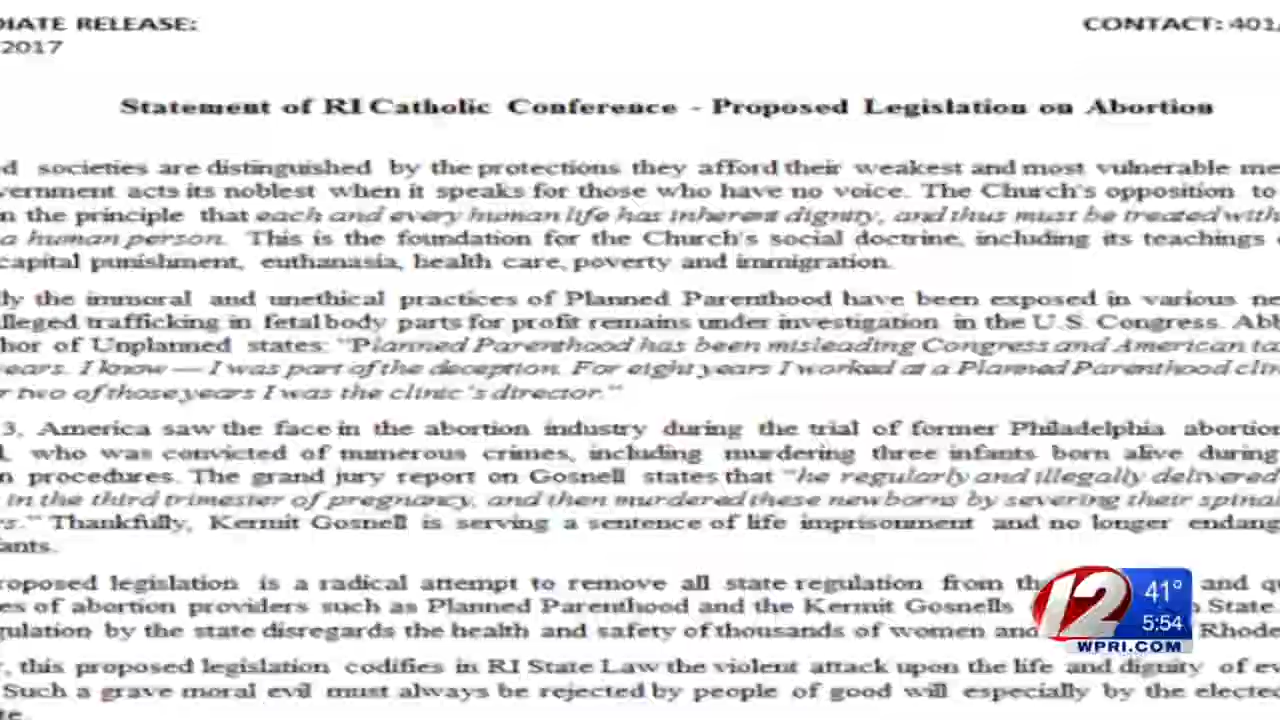 DIATE RELEASE:
CONTACT: 401
2017
Statement of RI Catholic Conference - Proposed Legislation on Abortion
d societies are distinguished by the protections they afford their weakest and most vulnerable me
vernment acts its noblest when it speaks for those who have no voice. The Church's opposition to
n the principle that each and every human life has inherent dignity, and thus must be treated with
a human person. This is the foundation for the Church's social doctrine, including its teachings
capital punishment, euthanasia, health care, poverty and immigration.
ly the immoral and unethical practices of Planned Parenthood have been exposed in various ne
lleged trafficking in fetal body parts for profit remains under investigation in the U.S. Congress. Ab
hor of Unplanned states: "Planned Parenthood has been misleading Congress and American ta
ears. I know — I was part of the deception. For eight years I worked at a Planned Parenthood clin
r two of those years I was the clinic's director."
3, America saw the face in the abortion industry during the trial of former Philadelphia abortion
l, who was convicted of numerous crimes, including murdering three infants born alive during
n procedures. The grand jury report on Gosnell states that "he regularly and illegally delivered
in the third trimester of pregnancy, and then murdered these newborns by severing their spinal
rs." Thankfully, Kermit Gosnell is serving a sentence of life imprisonment and no longer endang
ants.
roposed legislation is a radical attempt to remove all state regulation from th and qu
es of abortion providers such as Planned Parenthood and the Kermit Gosnells State.
gulation by the state disregards the health and safety of thousands of women and Rhode
, this proposed legislation codifies in RI State Law the violent attack upon the life and dignity of ev
Such a grave moral evil must always be rejected by people of good will especially by the elected
te.
12
41°
5:54
WPRI.COM